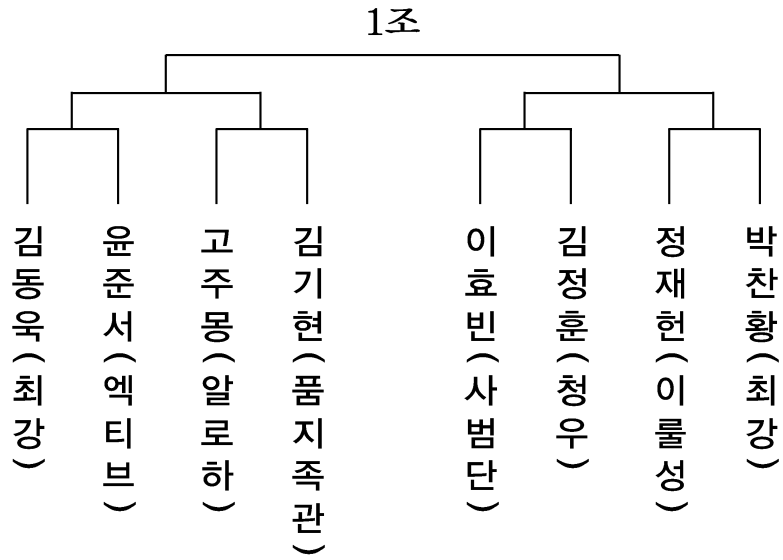 1조
김동욱(최강)
윤준서(엑티브)
고주몽(알로하)
김기현(품지족관)
이효빈(사범단)
김정훈(청우)
정재헌(이룰성)
박찬황(최강)